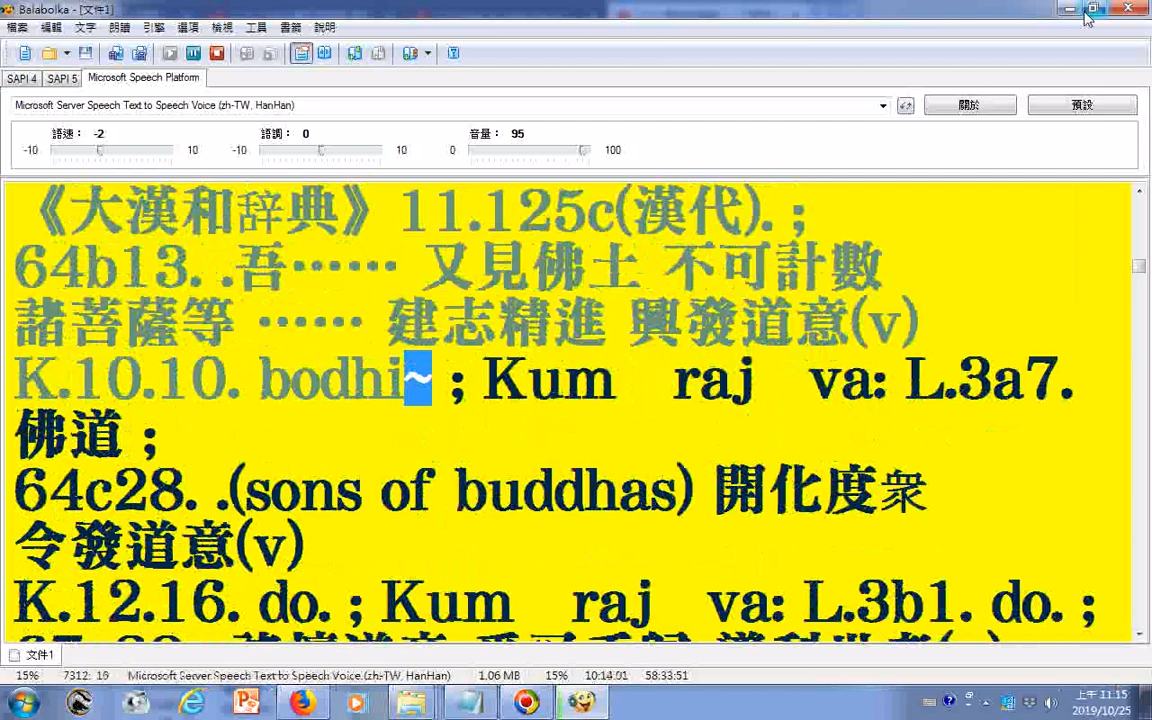 Balabolka - [文件1]
檔案 編輯 文字 朗讀 引擎 選項 檢視 工具 書籤 說明
SAPI 4 SAPI 5 Microsoft Speech Platform
Microsoft Server Speech Text to Speech Voice (zh-TW, HanHan) 關於 預設
語速： -2 語調： 0 音量： 95
-10 10 -10 10 0 100
《大漢和辞典》11.125c(漢代). ;
64b13. .吾…… 又見佛土 不可計數
諸菩薩等 …… 建志精進 興發道意(v)
K.10.10. bodhi~ ; Kum raj va: L.3a7.
佛道 ;
64c28. .(sons of buddhas) 開化度衆
令發道意(v)
K.12.16. do. ; Kum raj va: L.3b1. do. ;
文件1
15% 7312: 10 Microsoft Server Speech Text to Speech Voice (zh-TW, HanHan) 1.06 MB 15% 10:14:01 58:33:51
上午 11:15
2019/10/25